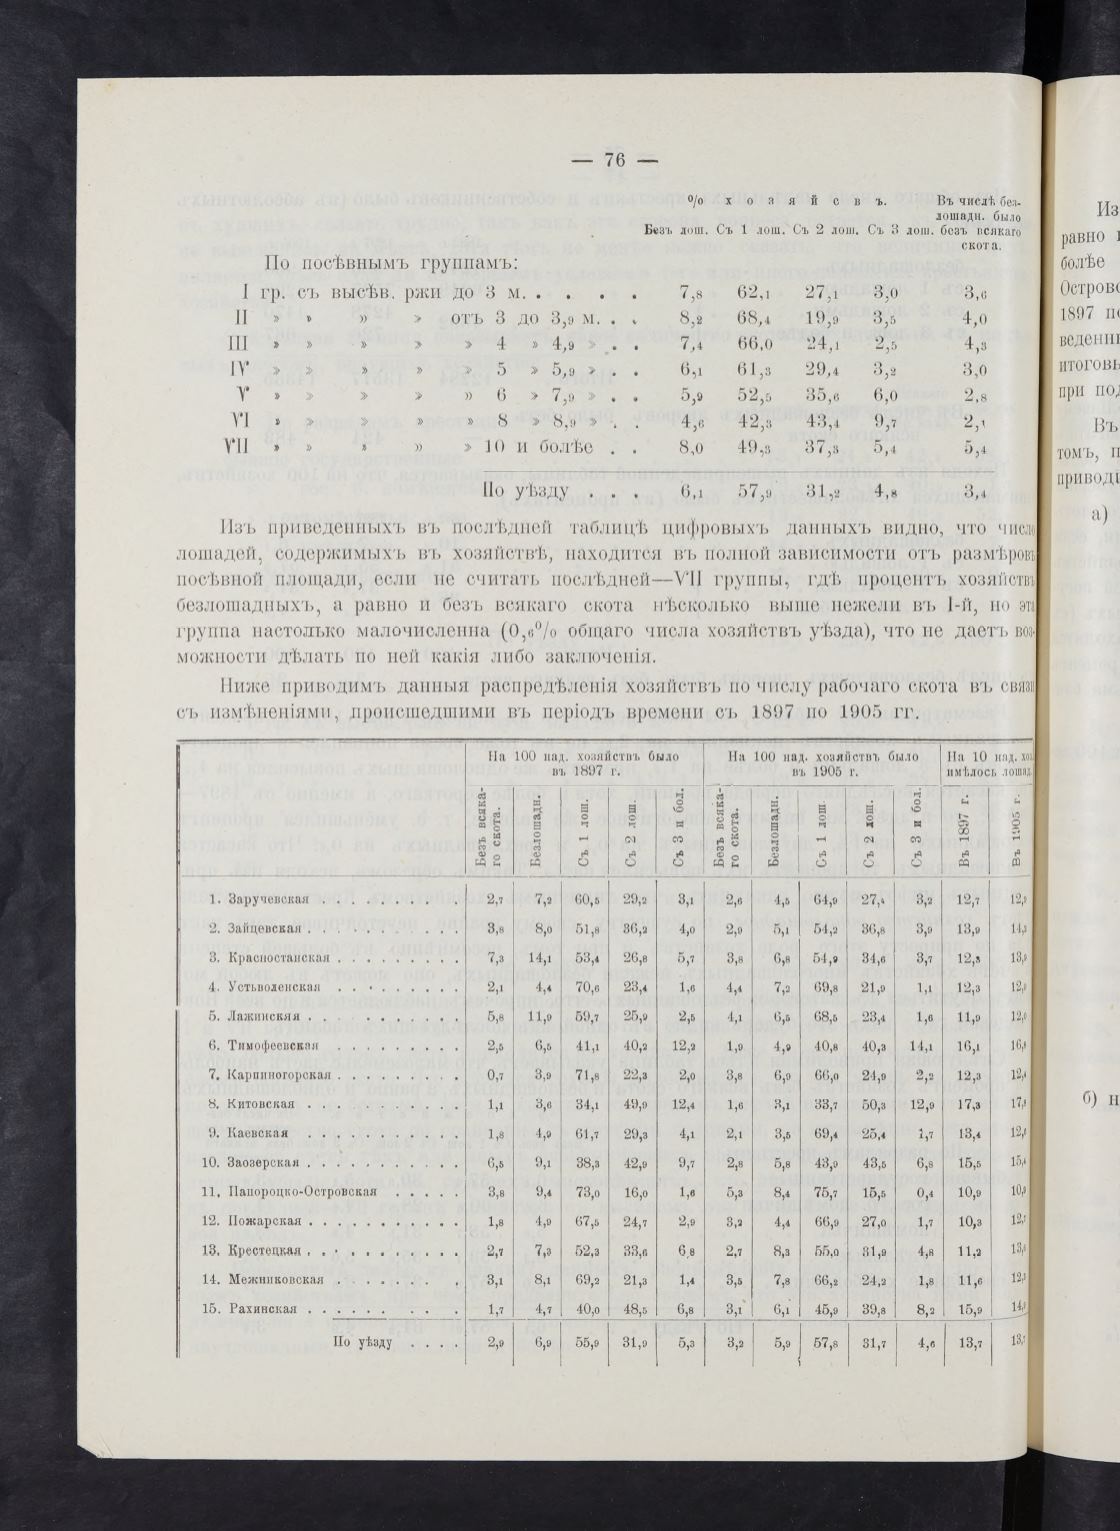 — 76 —
% хозяйствъ. Въ числѣ без-
лошадн. было
Безъ лош. Съ 1 лош. Съ 2 лош. Съ 3 лош. безъ всякаго
скота.
По посѣвнымъ группамъ:
I гр. съ высѣв. ржи до 3 м. . . . . 7,8 62,1 27,1 3,0 3,6
II » » » » отъ 3 до 3,9 м. . . 8,2 68,4 19,9 3,5 4,0
III » » » » » 4 » 4,9 » . . 7,4 66,0 24,1 2,5 4,3
IV » » » » » 5 » 5,9 » . . 6,1 61,3 29,4 3,2 3,0
V » » » » » 6 » 7,9 » . . 5,9 52,5 35,6 6,0 2,8
VI » » » » » 8 » 8,9 » . . 4,6 42,3 43,4 9,7 2,1
VII » » » » » 10 и болѣе . . 8,0 49,3 37,3 5,4 5,4
По уѣзду . . . 6,1 57,9 31,2 4,8 3,4
Изъ приведенныхъ въ послѣдней таблицѣ цифровыхъ данныхъ видно, что число
лошадей, содержимыхъ въ хозяйствѣ, находится въ полной зависимости отъ размѣровъ
посѣвной площади, если не считать послѣдней—VII группы, гдѣ процентъ хозяйствъ
безлошадныхъ, а равно и безъ всякаго скота нѣсколько выше нежели въ I-й, но эта
группа настолько малочисленна (0,6% общаго числа хозяйствъ уѣзда), что не даетъ воз-
можности дѣлать по ней какія либо заключенія.
Ниже приводимъ данныя распредѣленія хозяйствъ по числу рабочаго скота въ связи
съ измѣненіями, происшедшими въ періодъ времени съ 1897 по 1905 гг.
На 100 над. хозяйствъ было На 100 над. хозяйствъ было На 10 над. хоз.
въ 1897 г. въ 1905 г. имѣлось лошад.
Безъ всяка-
го скота.
Безлошадн.
Съ 1 лош.
Съ 2 лош.
Съ 3 и бол.
Безъ всяка-
го скота.
Безлошадн.
Съ 1 лош.
Съ 2 лош.
Съ 3 и бол.
Въ 1897 г.
Въ 1905 г.
1. Заручевская . . . . . . . . . 2,7 7,2 60,5 29,2 3,1 2,6 4,5 64,9 27,4 3,2 12,7
2. Зайцевская . . . . . . . . . 3,8 8,0 51,8 36,2 4,0 2,9 5,1 54,2 36,8 3,9 13,9
3. Красностанская . . . . . . . . . 7,3 14,1 53,4 26,8 5,7 3,8 6,8 54,9 34,6 3,7 12,3
4. Устьволенская . . . . . . . . 2,1 4,4 70,6 23,4 1,6 4,4 7,2 69,8 21,9 1,1 12,3
5. Лажинскяя . . . . . . . . . . 5,8 11,9 59,7 25,9 2,5 4,1 6,5 68,5 23,4 1,6 11,9
6. Тимофеевская . . . . . . . . 2,5 6,5 41,1 40,2 12,2 1,9 4,9 40,8 40,3 14,1 16,1
7. Карпиногорская . . . . . . . . . 0,7 3,9 71,8 22,3 2,0 3,8 6,9 66,0 24,9 2,2 12,3
8. Китовская . . . . . . . . . . 1,1 3,6 34,1 49,9 12,4 1,6 3,1 33,7 50,3 12,9 17,3
9. Каевская . . . . . . . . . . 1,8 4,9 61,7 29,3 4,1 2,1 3,5 69,4 25,4 1,7 13,4
10. Заозерская . . . . . . . . . . 6,5 9,1 38,3 42,9 9,7 2,8 5,8 43,9 43,5 6,8 15,5
11. Папороцко-Островская . . . . . 3,8 9,4 73,0 16,0 1,6 5,3 8,4 75,7 15,5 0,4 10,9
12. Пожарская . . . . . . . . . . 1,8 4,9 67,5 24,7 2,9 3,2 4,4 66,9 27,0 1,7 10,3
13. Крестецкая . . . . . . . . . . 2,7 7,3 52,3 33,6 6,8 2,7 8,3 55,0 31,9 4,8 11,2
14. Межниковская . . . . . . . 3,1 8,1 69,2 21,3 1,4 3,5 7,8 66,2 24,2 1,8 11,6
15. Рахинская . . . . . . . . . 1,7 4,7 40,0 48,5 6,8 3,1 6,1 45,9 39,8 8,2 15,9
По уѣзду . . . . 2,9 6,9 55,9 31,9 5,3 3,2 5,9 57,8 31,7 4,6 13,7
Из
равно
болѣе
Острово
1897
итоговъ
Въ
томъ,
приводі
а)
б)